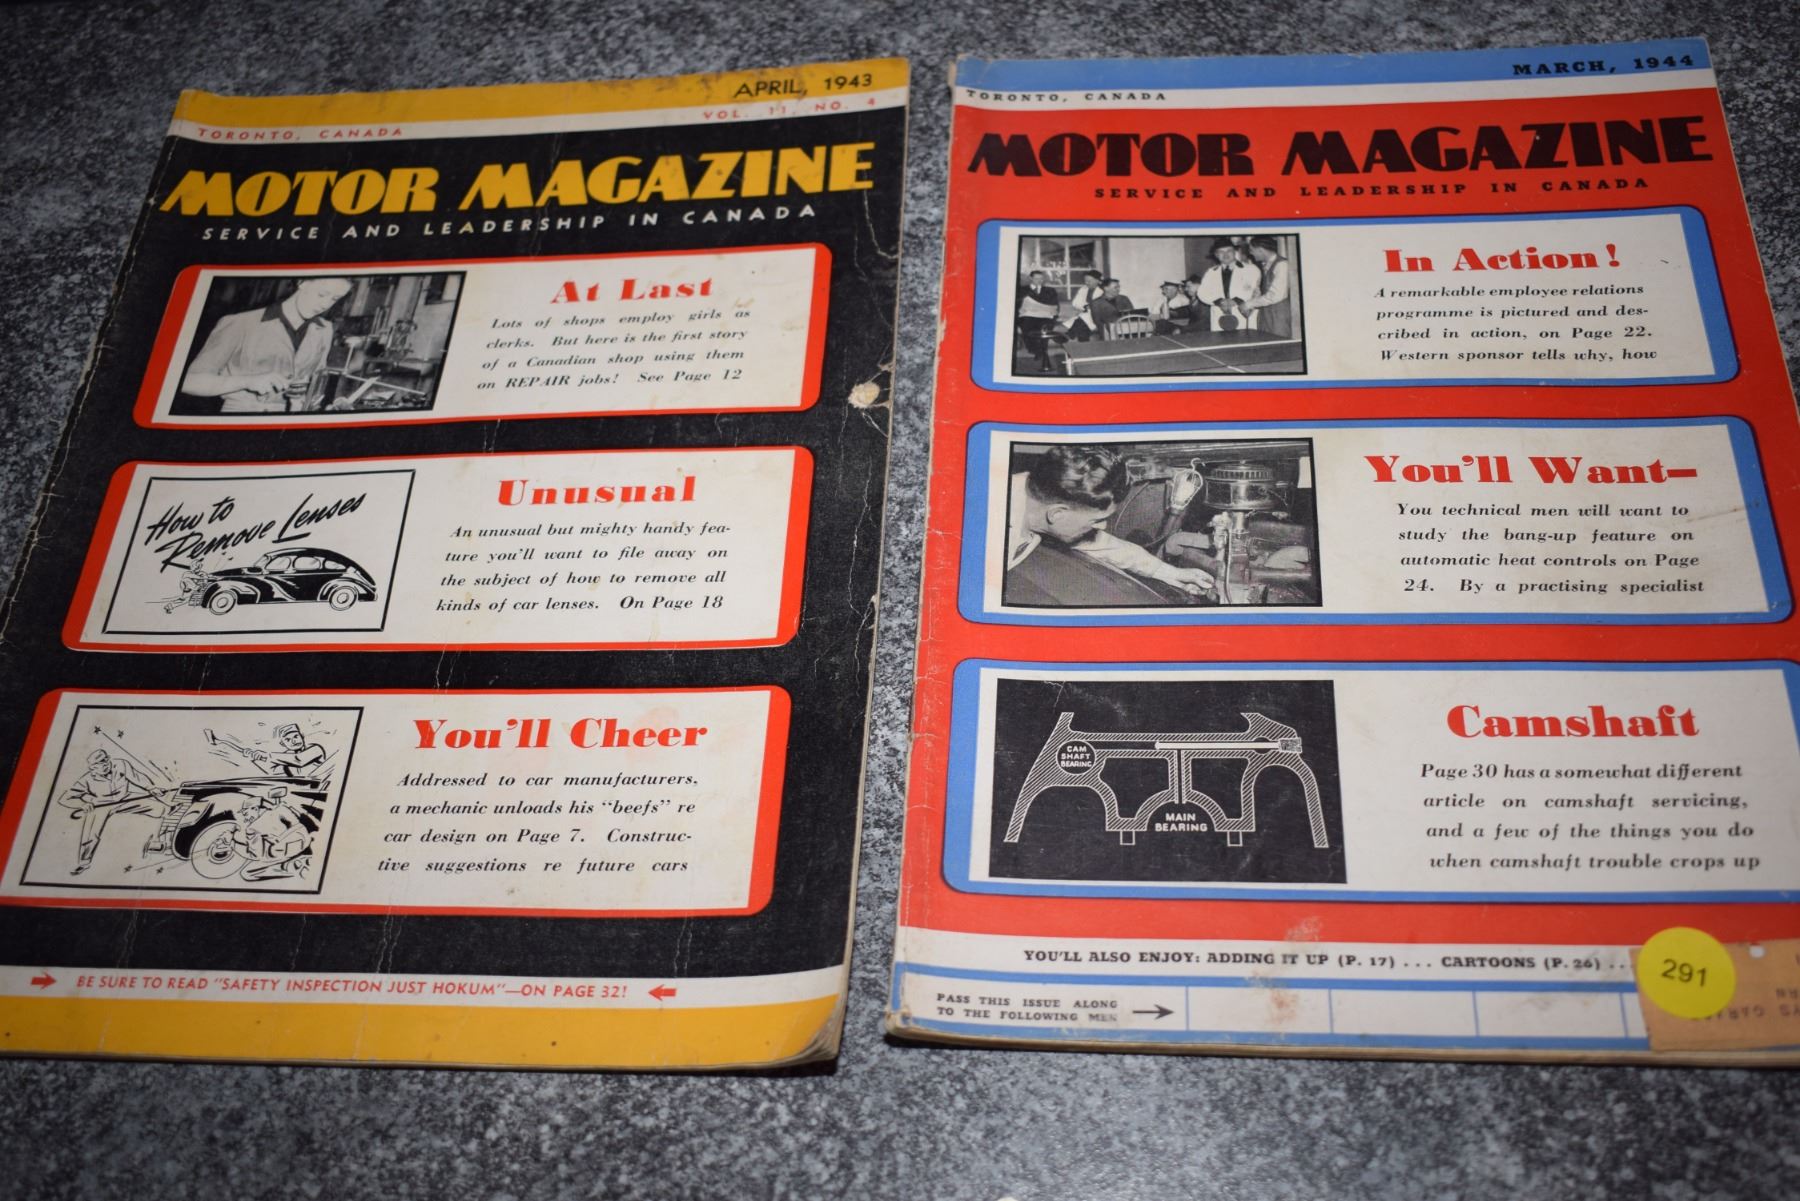 APRIL, 1943
VOL. 11, NO. 4
TORONTO, CANADA
MOTOR MAGAZINE
SERVICE AND LEADERSHIP IN CANADA
At Last
Lots of shops employ girls as
clerks. But here is the first story
of a Canadian shop using them
on REPAIR jobs! See Page 12
How to
Remove Lenses
Unusual
An unusual but mighty handy fea-
ture you'll want to file away on
the subject of how to remove all
kinds of car lenses. On Page 18
You'll Cheer
Addressed to car manufacturers,
a mechanic unloads his "beefs" re
car design on Page 7. Construc-
tive suggestions re future cars
BE SURE TO READ "SAFETY INSPECTION JUST HOKUM"—ON PAGE 32!
MARCH, 1944
TORONTO, CANADA
MOTOR MAGAZINE
SERVICE AND LEADERSHIP IN CANADA
In Action!
A remarkable employee relations
programme is pictured and des-
cribed in action, on Page 22.
Western sponsor tells why, how
You'll Want—
You technical men will want to
study the bang-up feature on
automatic heat controls on Page
24. By a practising specialist
CAM
SHAFT
BEARING
MAIN
BEARING
Camshaft
Page 30 has a somewhat different
article on camshaft servicing,
and a few of the things you do
when camshaft trouble crops up
YOU'LL ALSO ENJOY: ADDING IT UP (P. 17) ... CARTOONS (P. 26) ...
291
PASS THIS ISSUE ALONG
TO THE FOLLOWING MEN